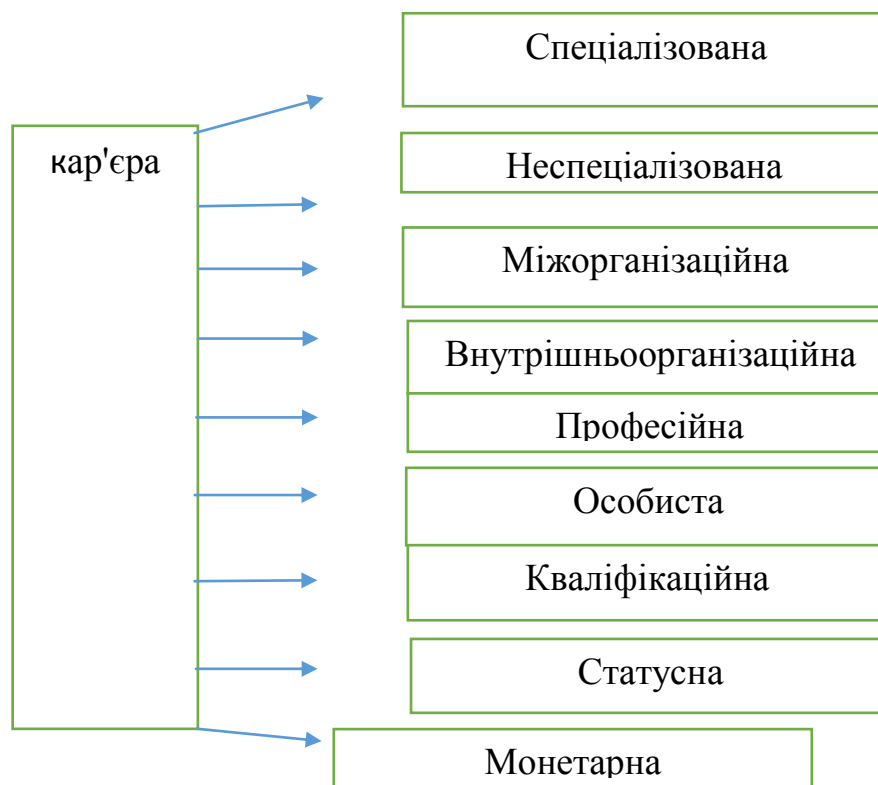 кар'єра
Спеціалізована
Неспеціалізована
Міжорганізаційна
Внутрішньоорганізаційна
Професійна
Особиста
Кваліфікаційна
Статусна
Монетарна